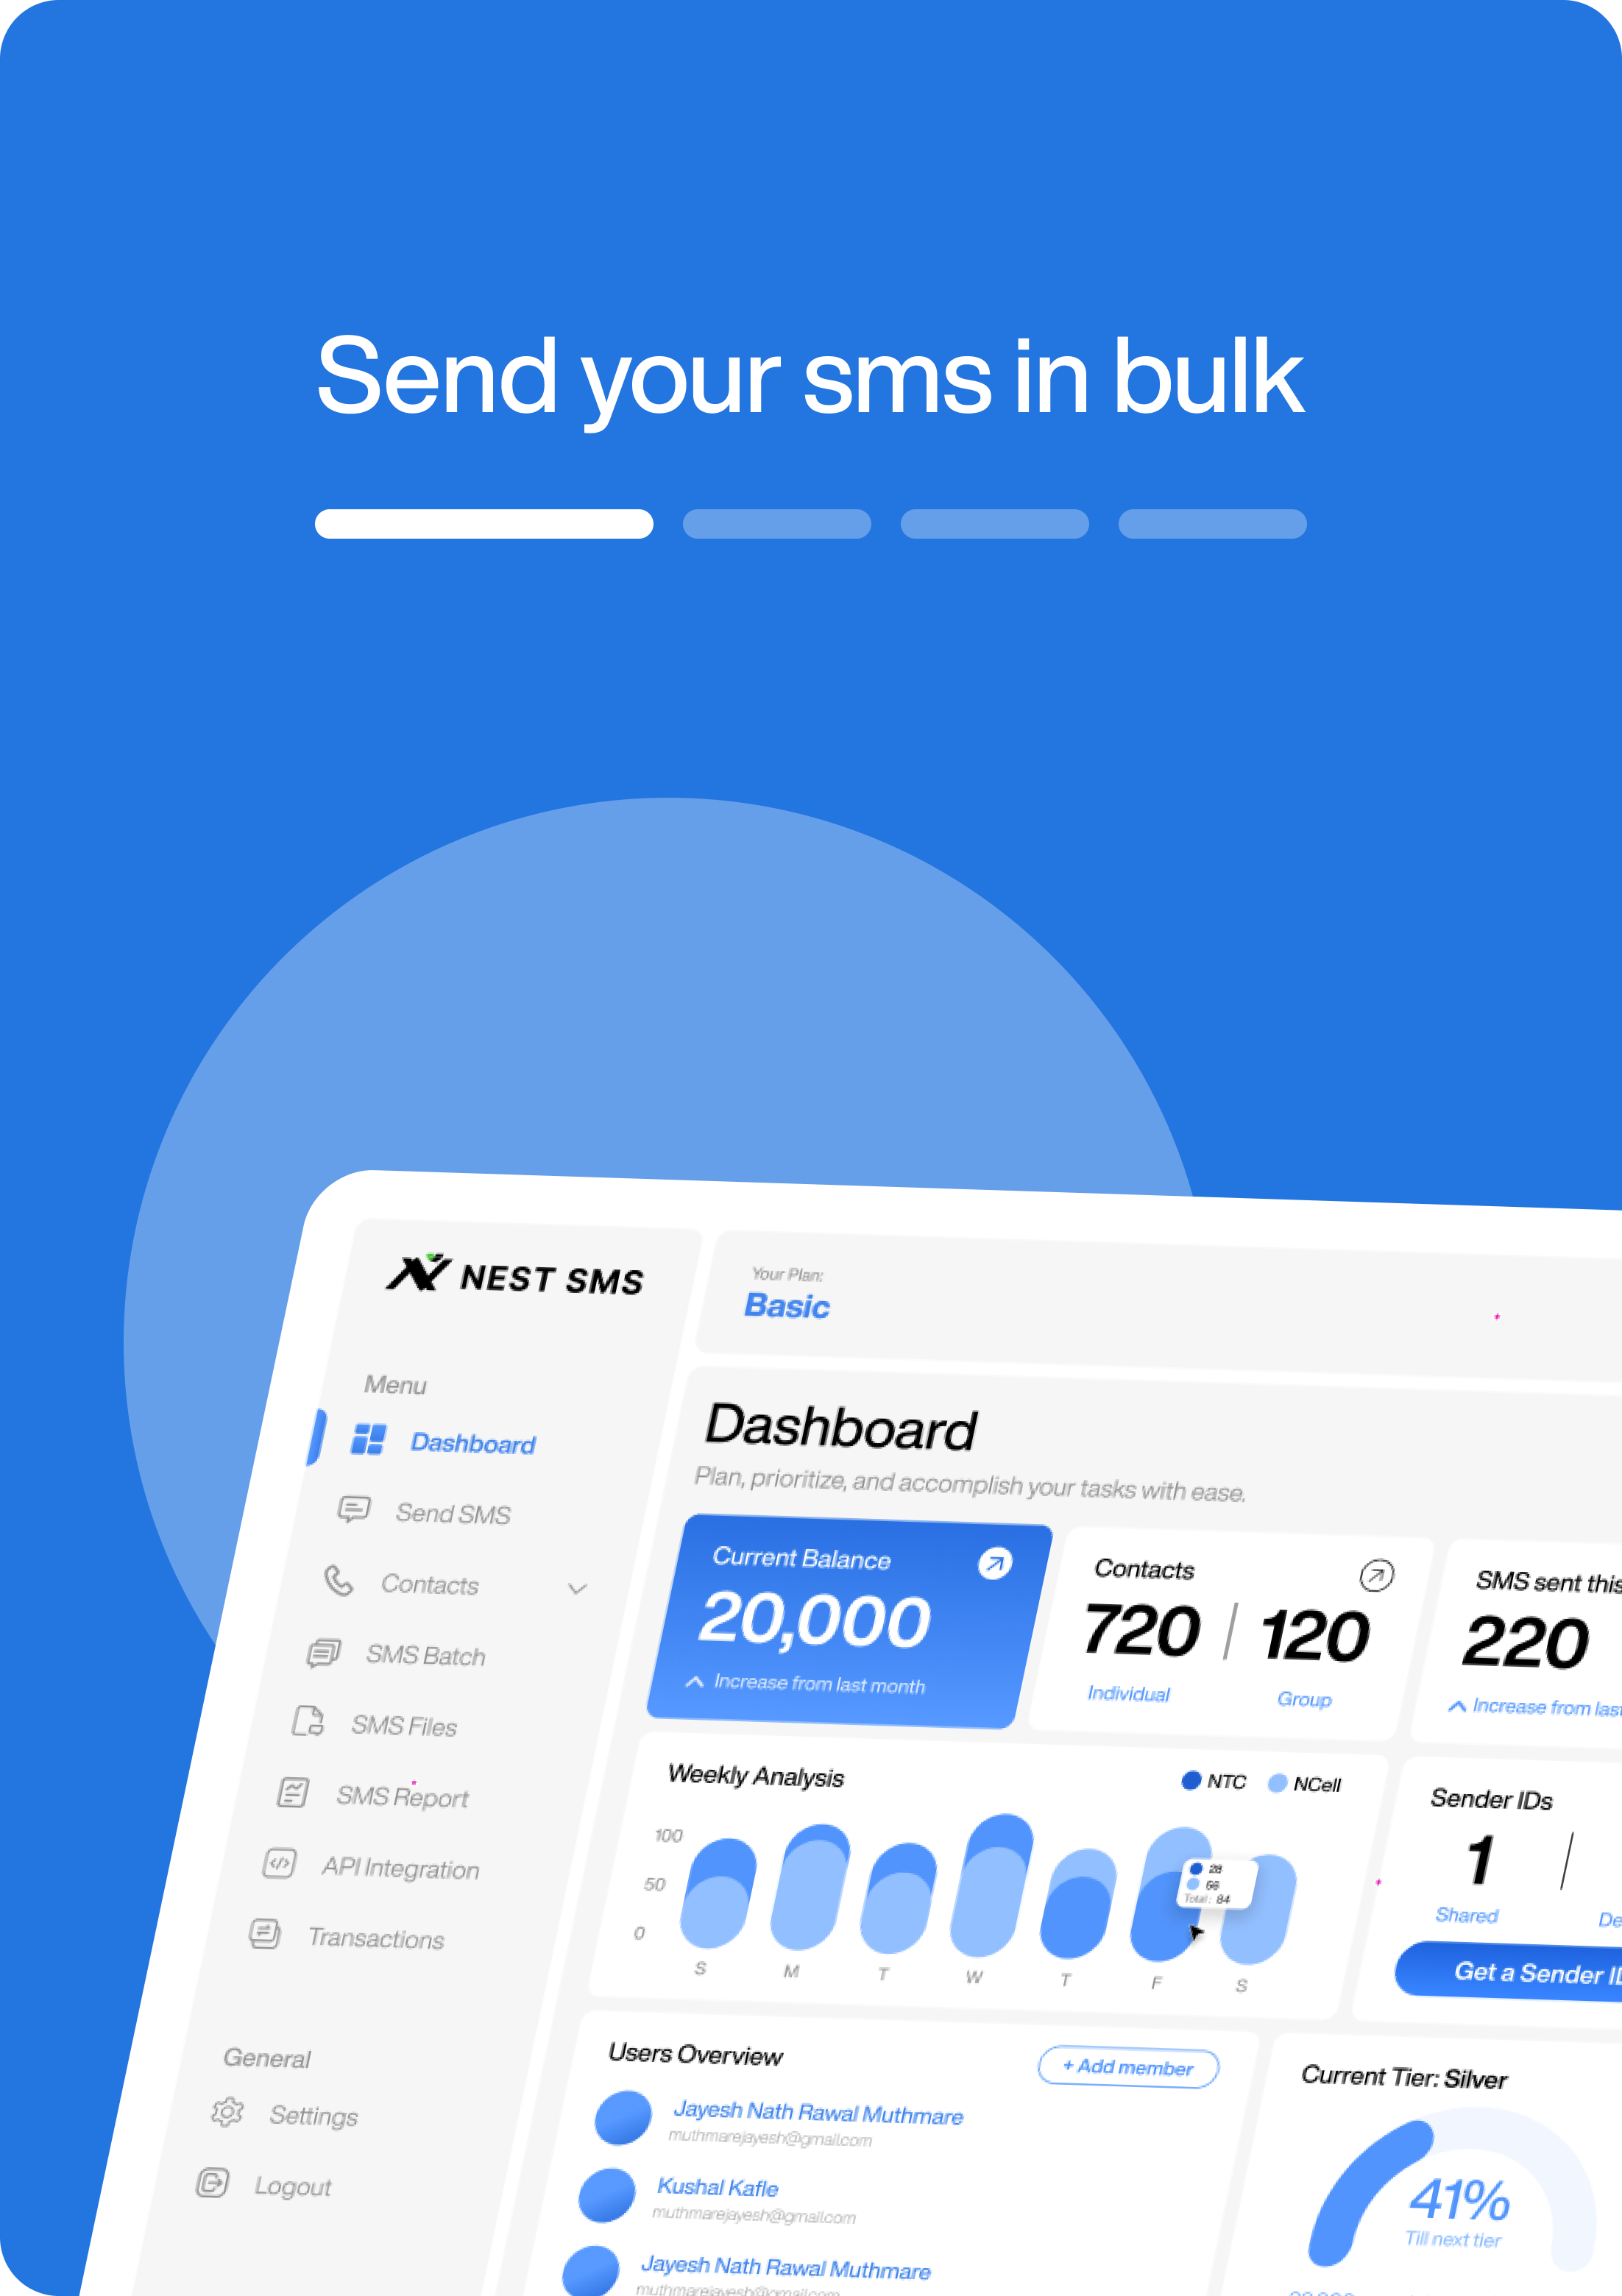 Send your sms in bulk
NEST SMS
Menu
Dashboard
Send SMS
Contacts
SMS Batch
SMS Files
SMS Report
API Integration
Transactions
General
Settings
Logout
Your Plan:
Basic
Dashboard
Plan, prioritize, and accomplish your tasks with ease.
Current Balance
20,000
Increase from last month
Contacts
720 | 120
Individual Group
SMS sent this
220
Increase from last
Weekly Analysis
NTC NCell
100
50
0
S M T W T F S
28
56
Total: 84
Sender IDs
1
Shared
Get a Sender ID
Users Overview
+ Add member
Jayesh Nath Rawal Muthmare
muthmarejayesh@gmail.com
Kushal Kafle
muthmarejayesh@gmail.com
Jayesh Nath Rawal Muthmare
muthmarejayesh@gmail.com
Current Tier: Silver
41%
Till next tier